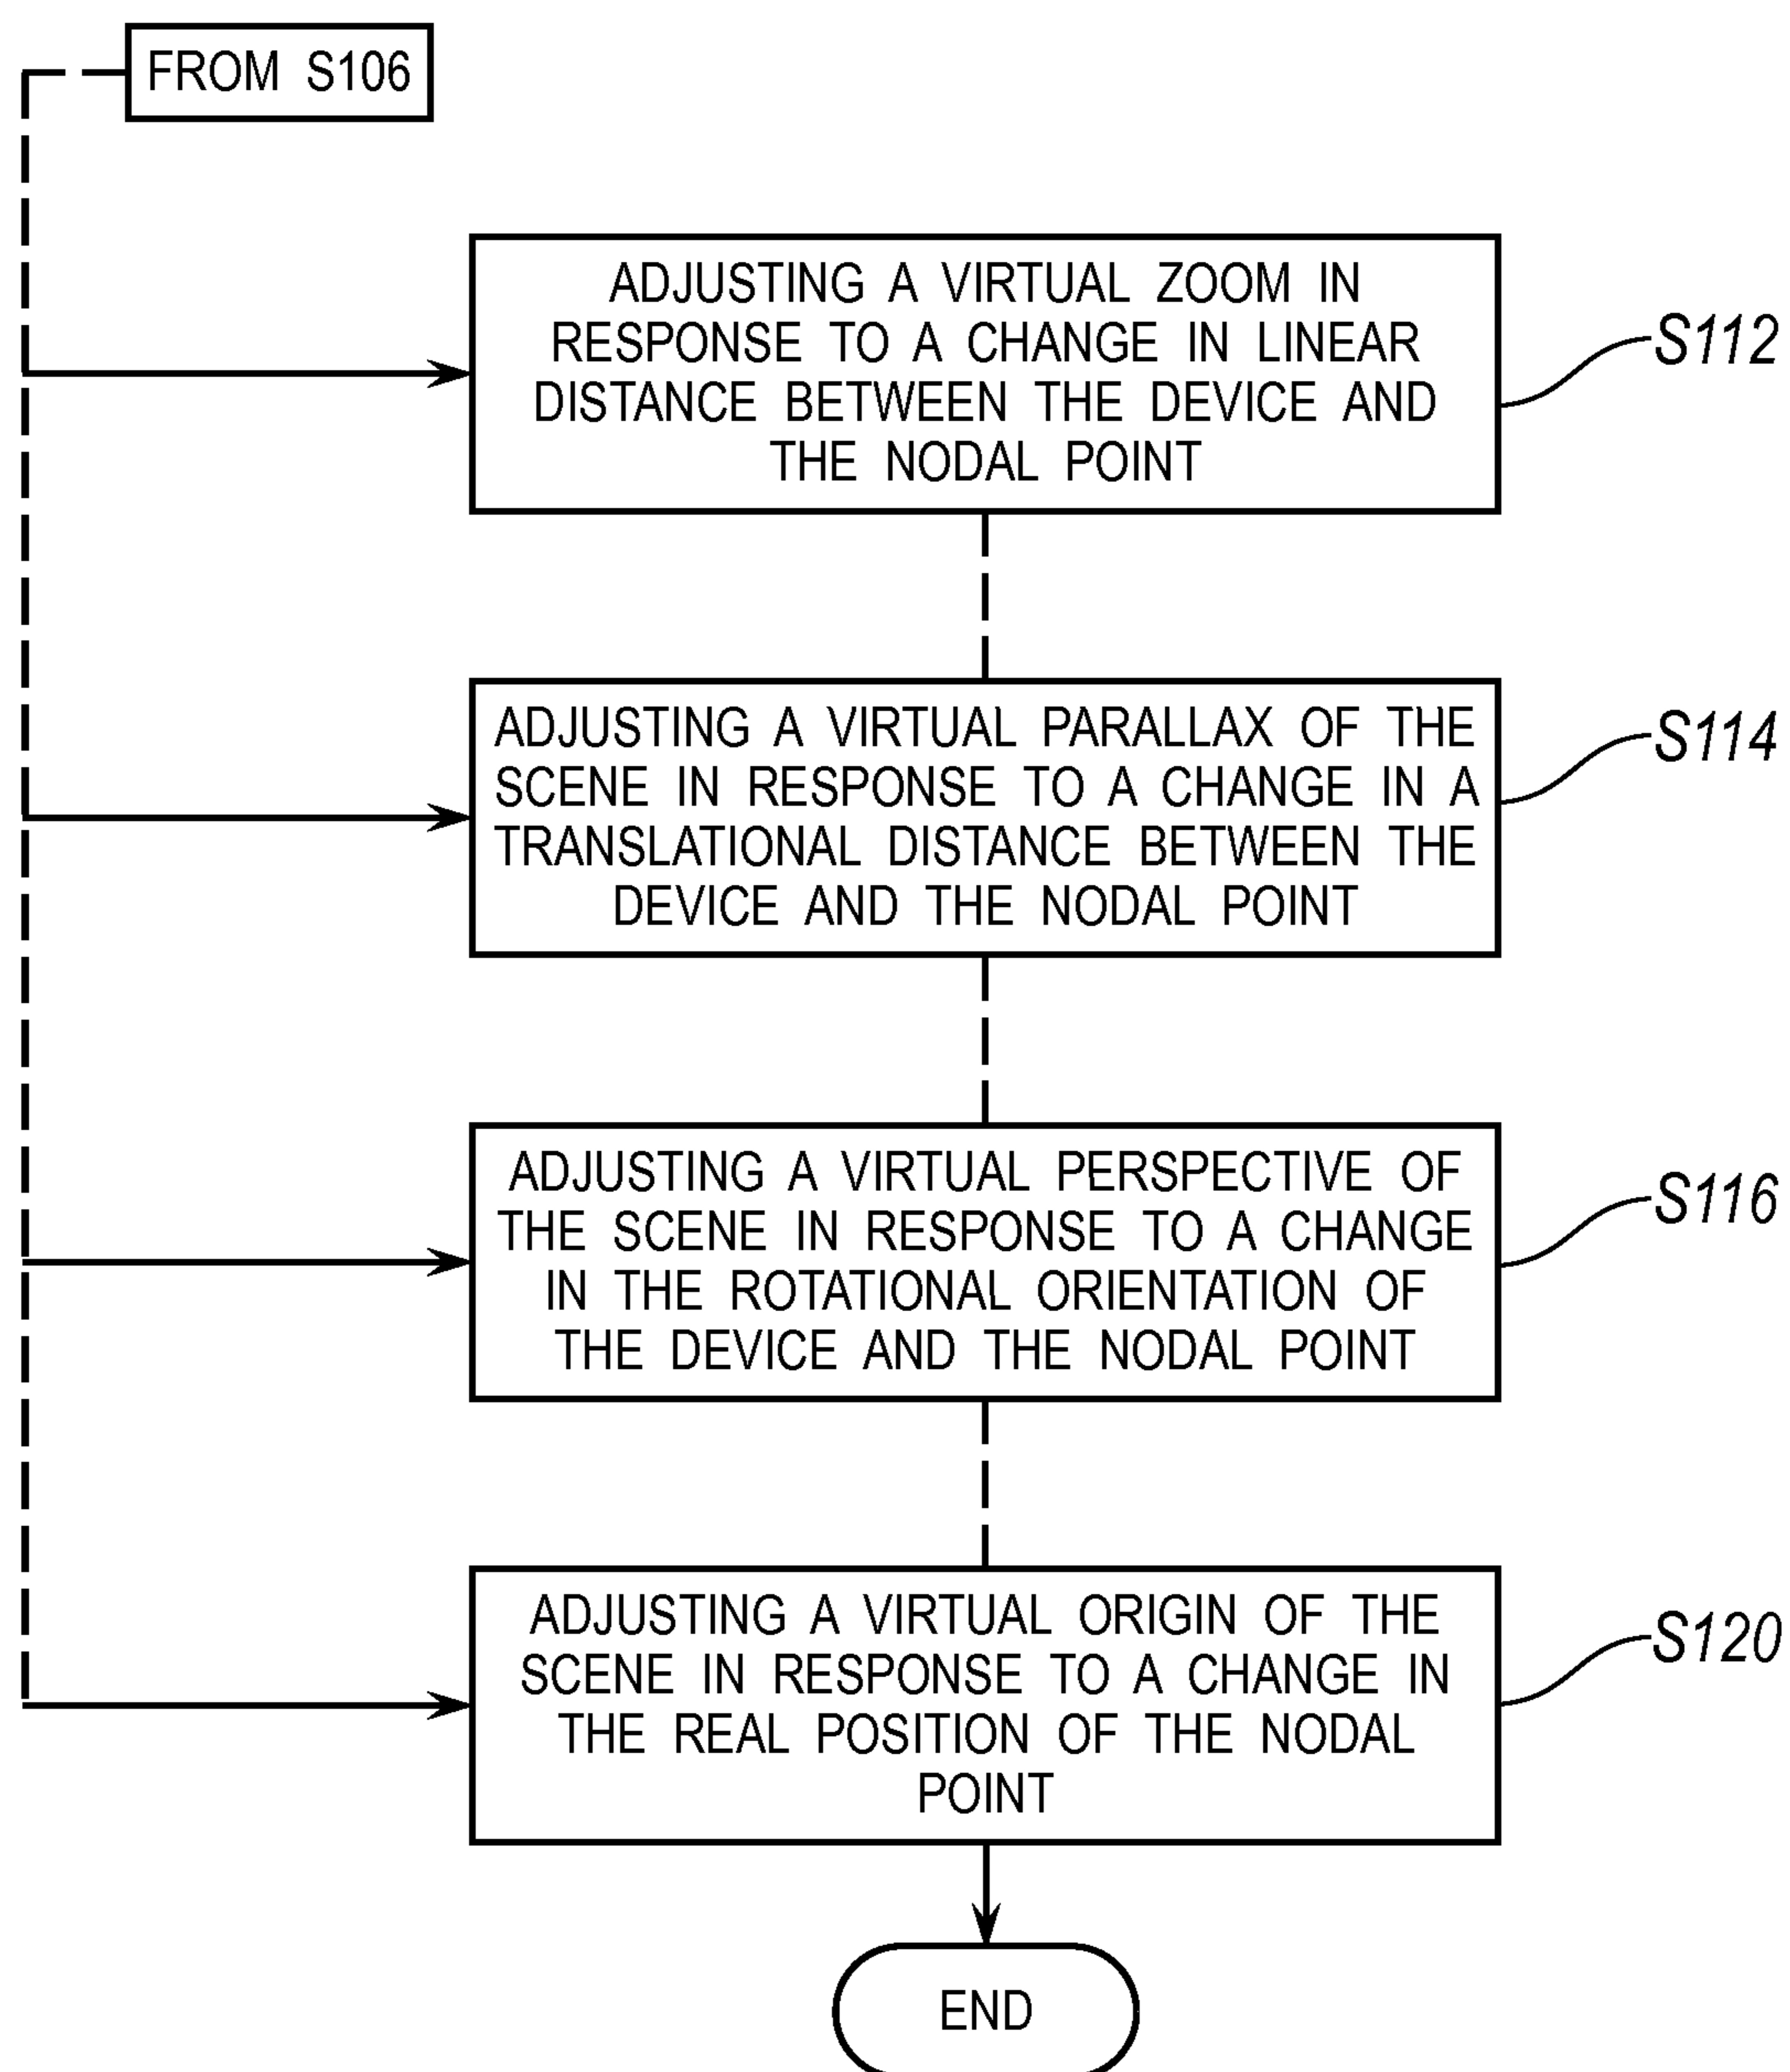 FROM S106
ADJUSTING A VIRTUAL ZOOM IN
RESPONSE TO A CHANGE IN LINEAR
DISTANCE BETWEEN THE DEVICE AND
THE NODAL POINT
S112
ADJUSTING A VIRTUAL PARALLAX OF THE
SCENE IN RESPONSE TO A CHANGE IN A
TRANSLATIONAL DISTANCE BETWEEN THE
DEVICE AND THE NODAL POINT
S114
ADJUSTING A VIRTUAL PERSPECTIVE OF
THE SCENE IN RESPONSE TO A CHANGE
IN THE ROTATIONAL ORIENTATION OF
THE DEVICE AND THE NODAL POINT
S116
ADJUSTING A VIRTUAL ORIGIN OF THE
SCENE IN RESPONSE TO A CHANGE IN
THE REAL POSITION OF THE NODAL
POINT
S120
END